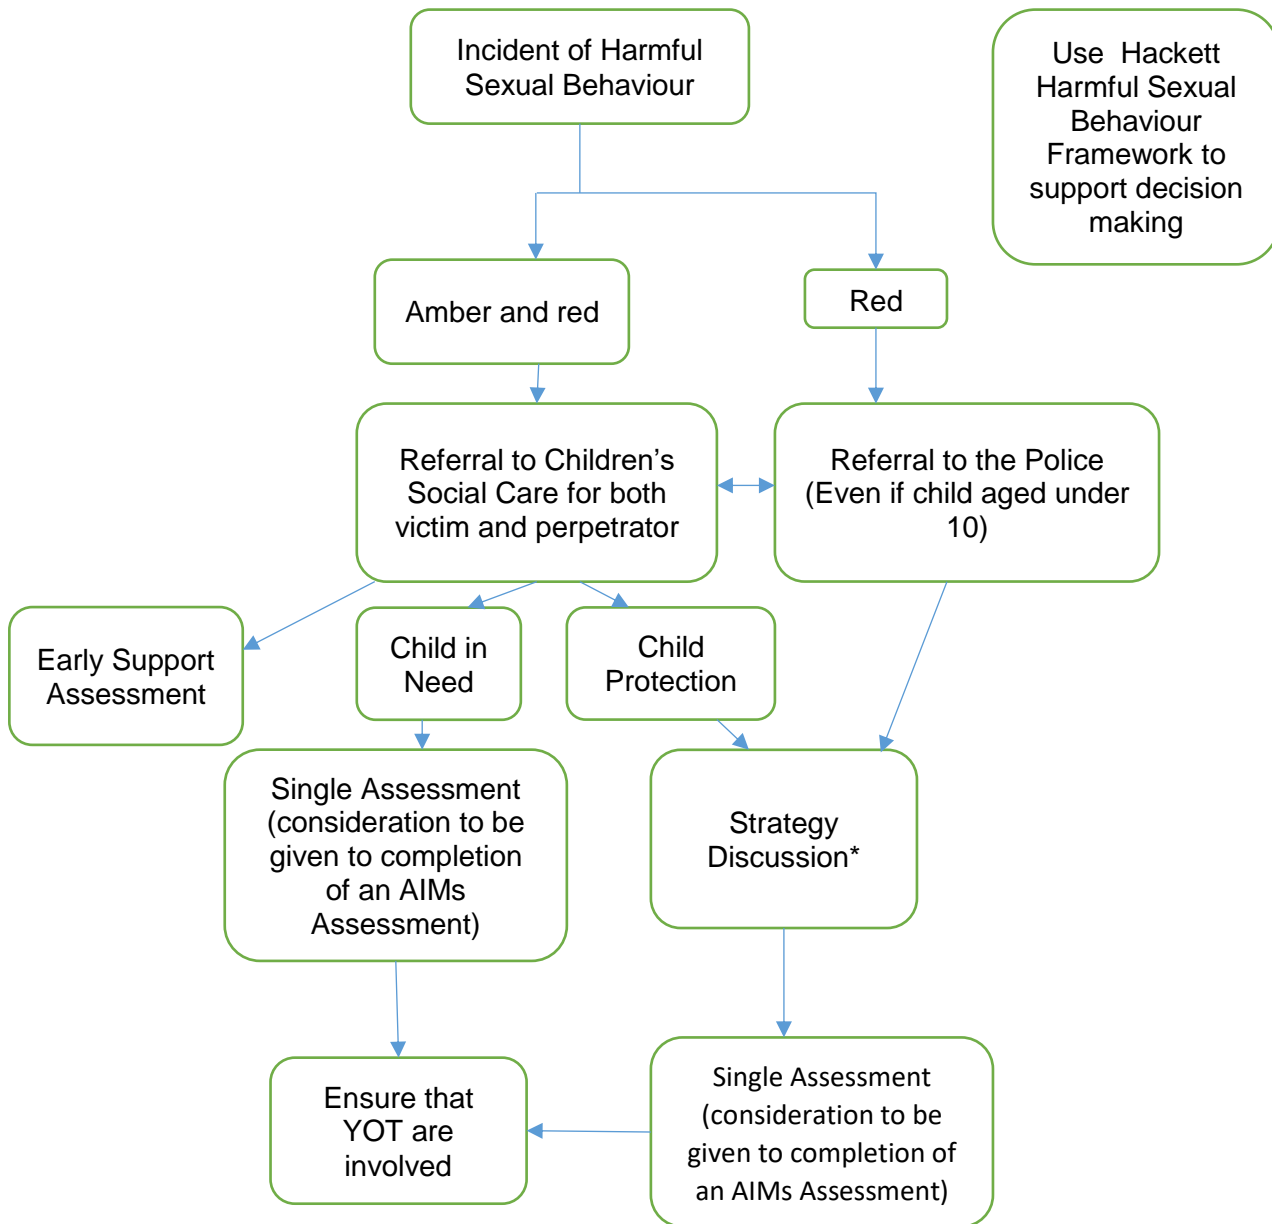 Incident of Harmful
Sexual Behaviour
Use  Hackett
Harmful Sexual
Behaviour
Framework to
support decision
making
Amber and red
Red
Referral to Children’s
Social Care for both
victim and perpetrator
Referral to the Police
(Even if child aged under
10)
Early Support
Assessment
Child in
Need
Child
Protection
Single Assessment
(consideration to be
given to completion
of an AIMs
Assessment)
Strategy
Discussion*
Ensure that
YOT are
involved
Single Assessment
(consideration to be
given to completion of
an AIMs Assessment)